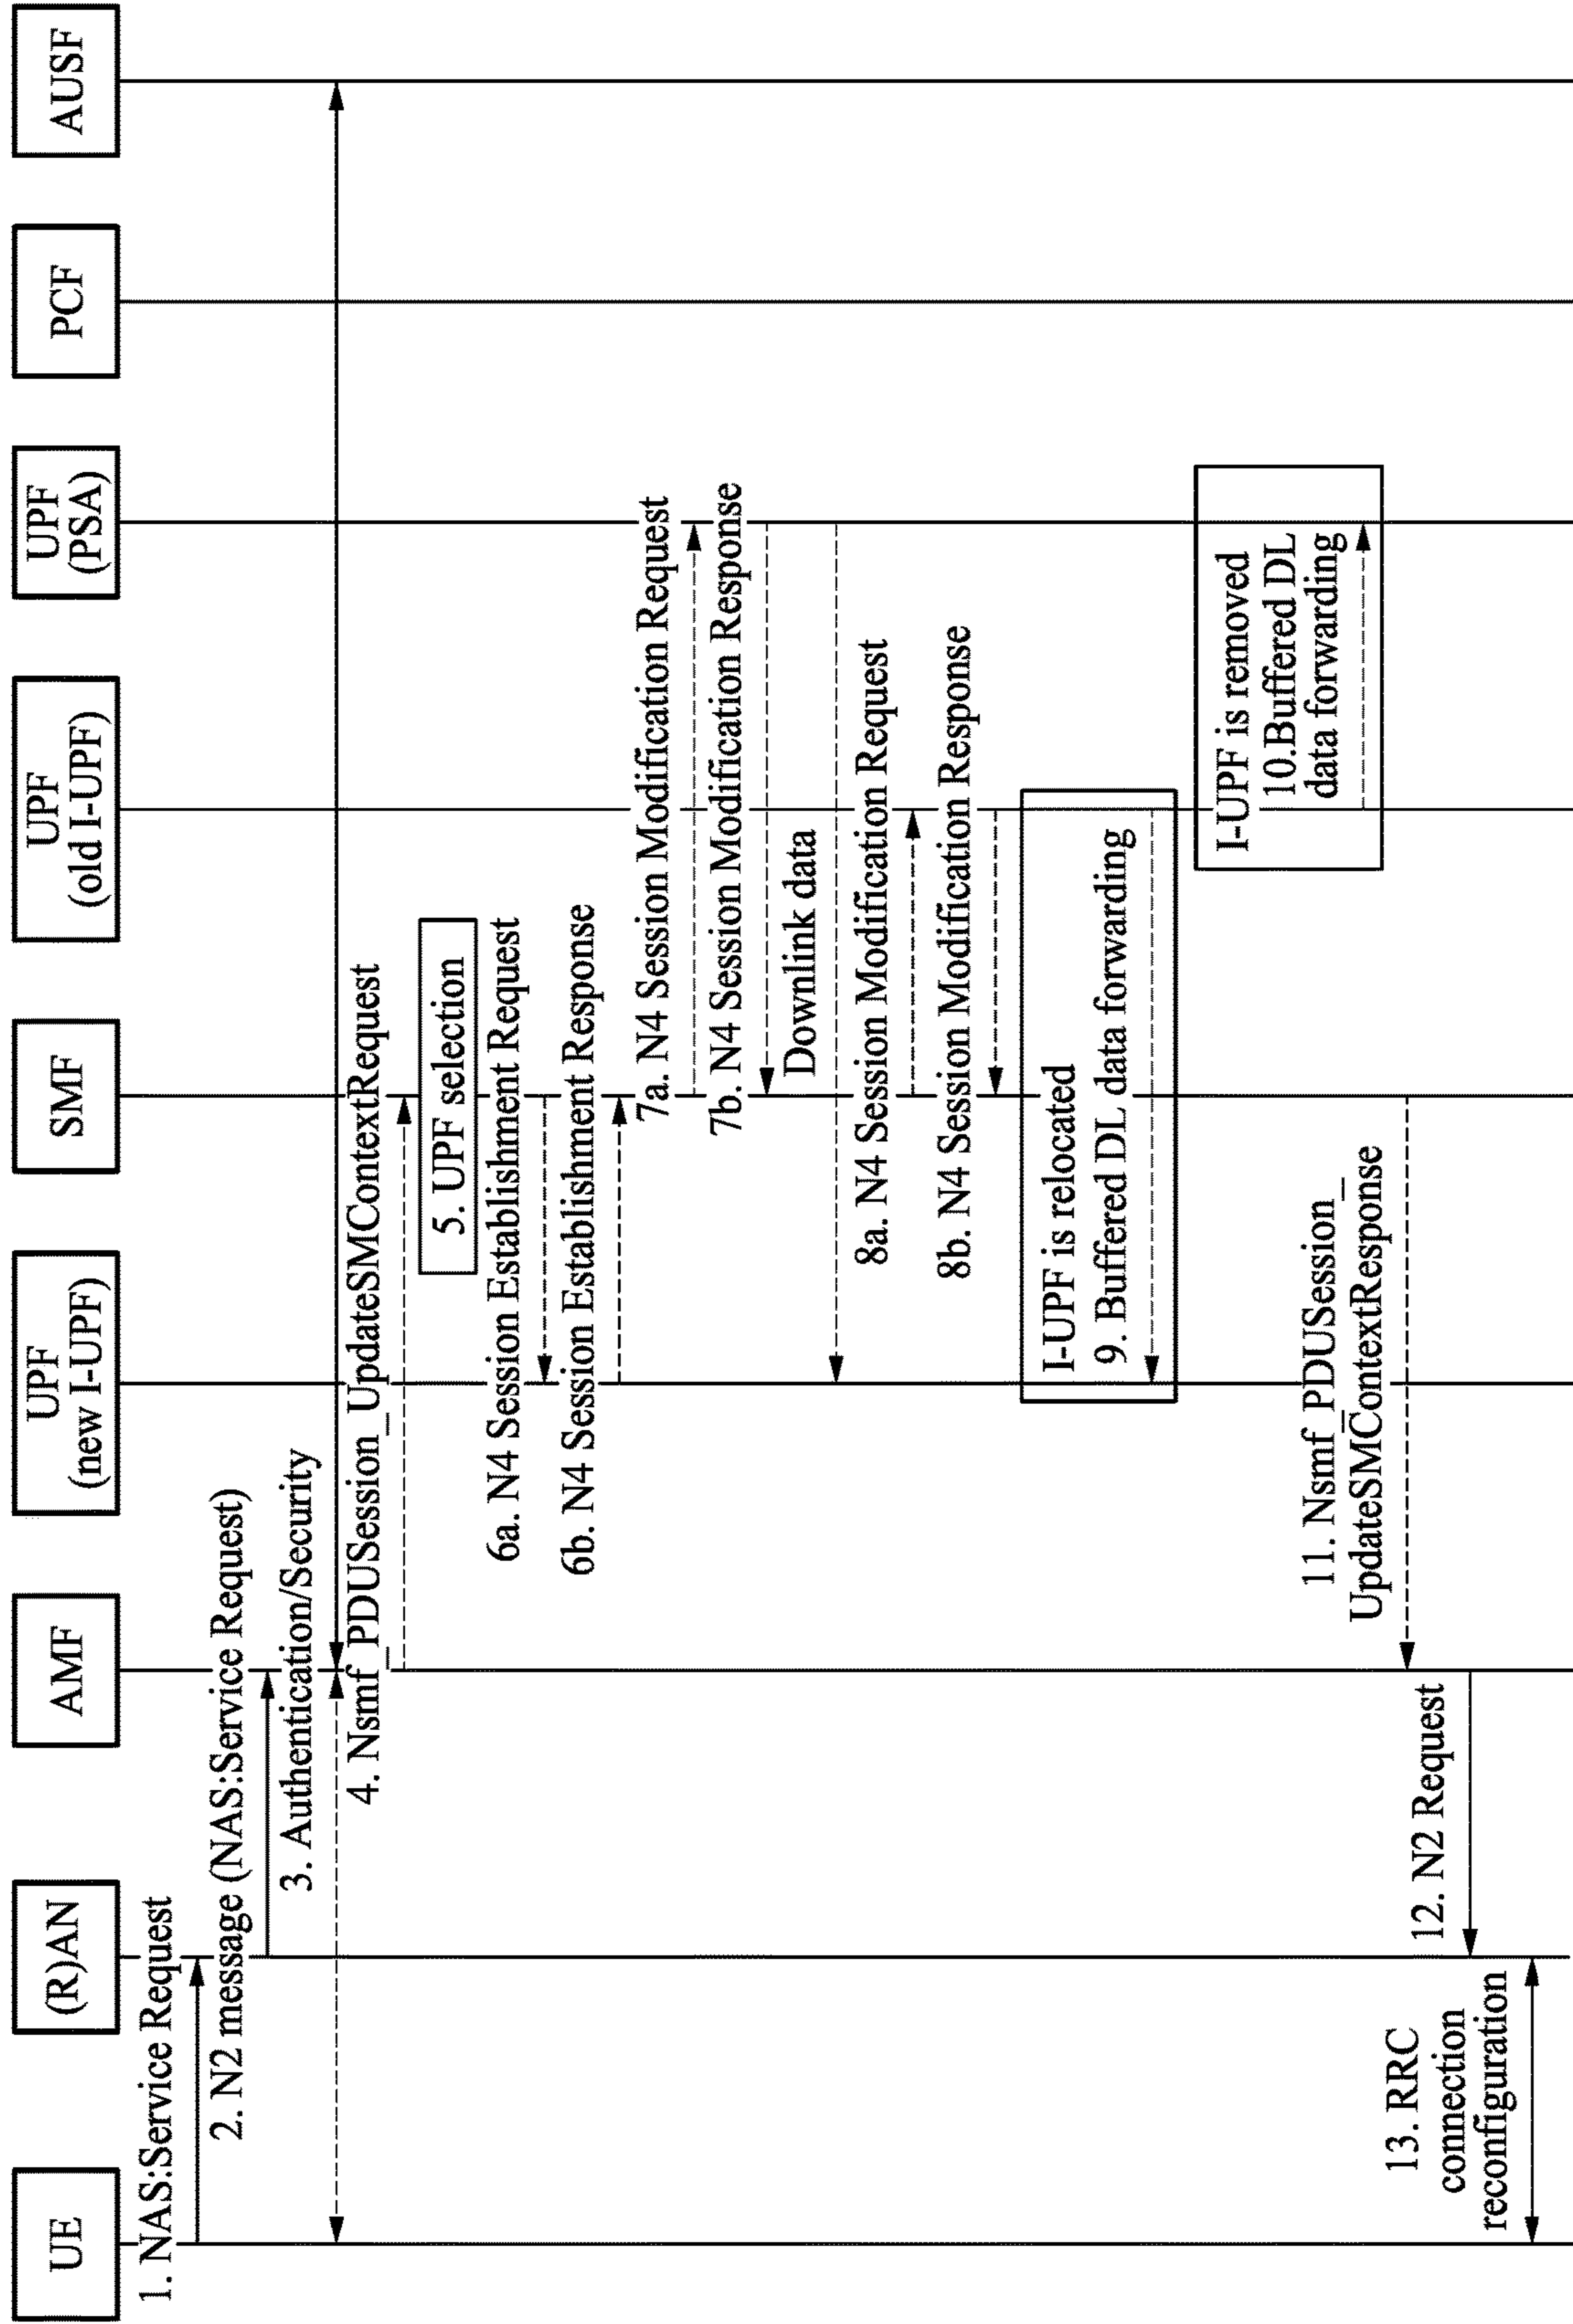 UE
(R)AN
AMF
UPF
(new I-UPF)
SMF
UPF
(old I-UPF)
UPF
(PSA)
PCF
AUSF
1. NAS:Service Request
2. N2 message (NAS:Service Request)
3. Authentication/Security
4. Nsmf_PDUSession_UpdateSMContextRequest
5. UPF selection
6a. N4 Session Establishment Request
6b. N4 Session Establishment Response
7a. N4 Session Modification Request
7b. N4 Session Modification Response
Downlink data
8a. N4 Session Modification Request
8b. N4 Session Modification Response
I-UPF is relocated
9. Buffered DL data forwarding
I-UPF is removed
10.Buffered DL
data forwarding
11. Nsmf_PDUSession_
UpdateSMContextResponse
12. N2 Request
13. RRC
connection
reconfiguration